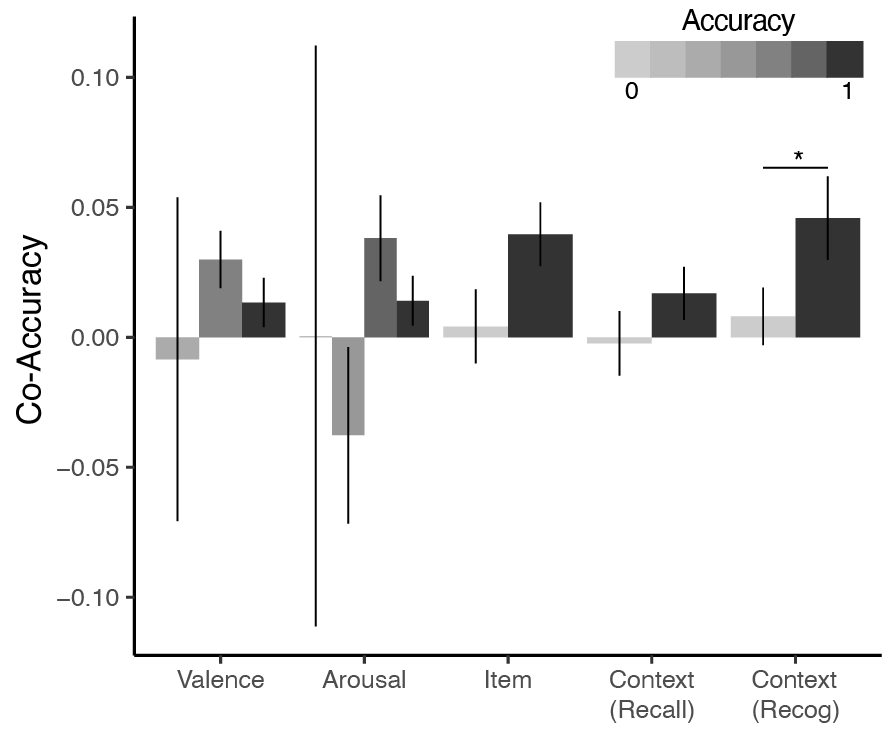 Accuracy
0 1
*
Co-Accuracy
0.10
0.05
0.00
−0.05
−0.10
Valence Arousal Item Context Context
(Recall) (Recog)